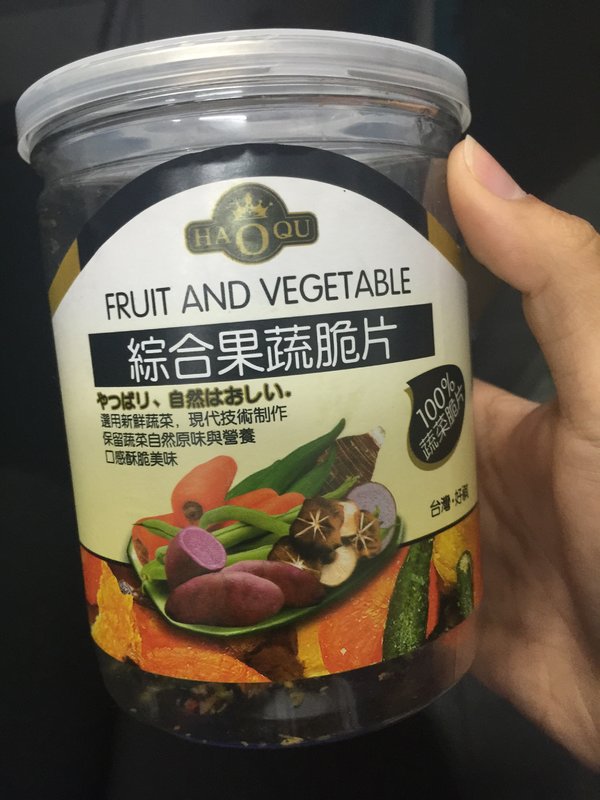 HAOQU
FRUIT AND VEGETABLE
綜合果蔬脆片
やっぱり、自然はおしい.
選用新鮮蔬菜，現代技術制作
保留蔬菜自然原味與營養
口感酥脆美味
100%
蔬菜脆片
台灣·好